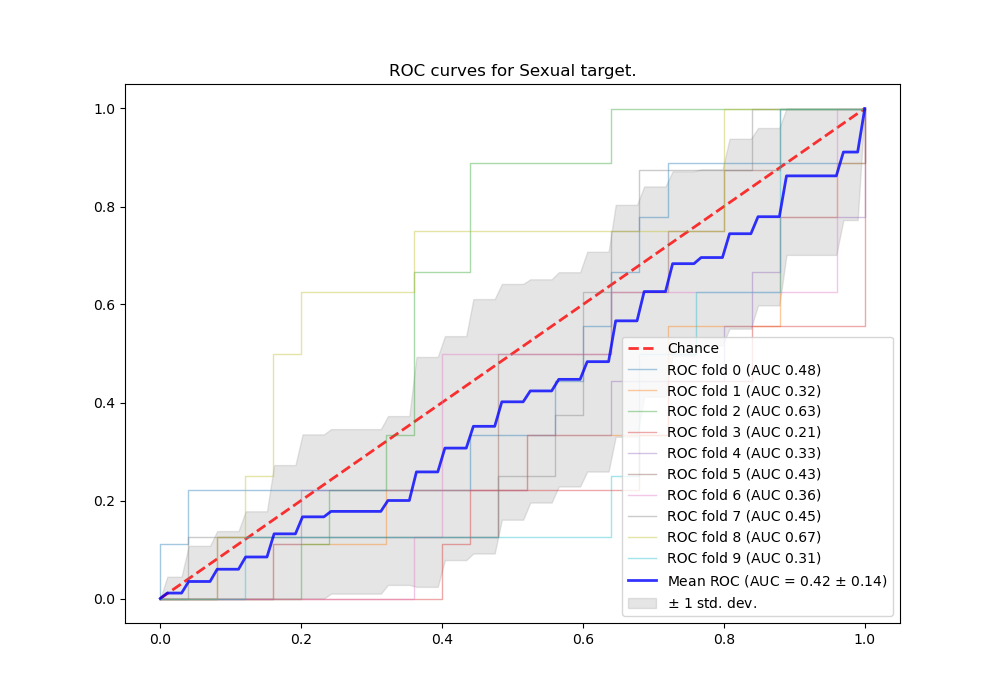 ROC curves for Sexual target.
1.0
0.8
0.6
0.4
0.2
0.0
0.0 0.2 0.4 0.6 0.8 1.0
Chance
ROC fold 0 (AUC 0.48)
ROC fold 1 (AUC 0.32)
ROC fold 2 (AUC 0.63)
ROC fold 3 (AUC 0.21)
ROC fold 4 (AUC 0.33)
ROC fold 5 (AUC 0.43)
ROC fold 6 (AUC 0.36)
ROC fold 7 (AUC 0.45)
ROC fold 8 (AUC 0.67)
ROC fold 9 (AUC 0.31)
Mean ROC (AUC = 0.42 ± 0.14)
± 1 std. dev.